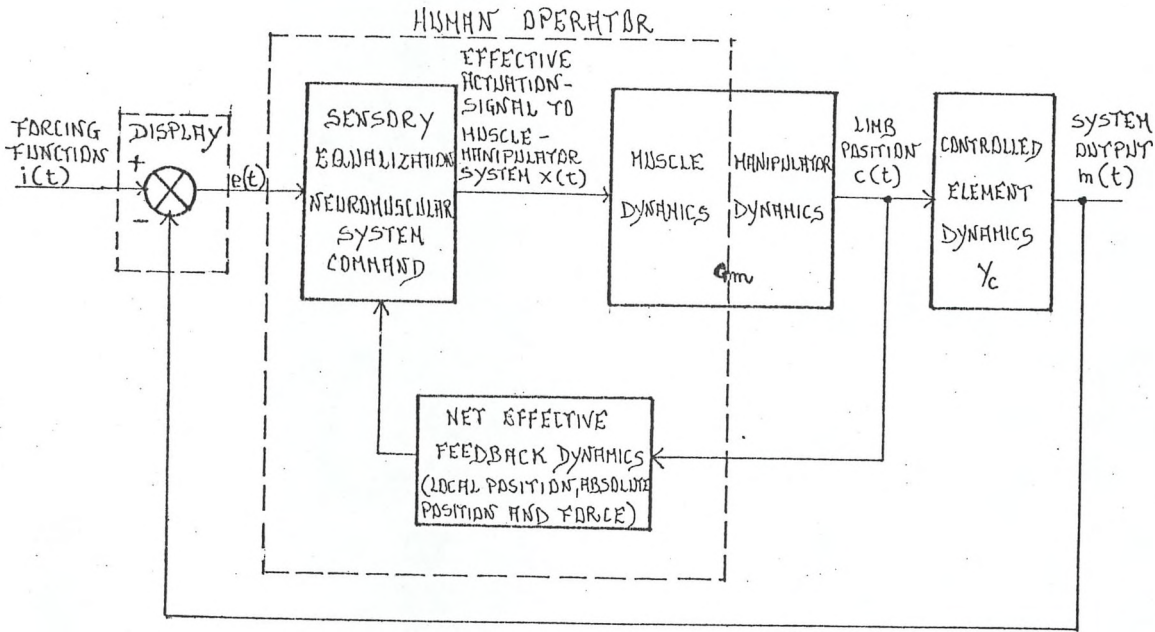 HUMAN OPERATOR
FORCING
FUNCTION
i(t)
DISPLAY
+
−
e(t)
SENSORY
EQUALIZATION
NEUROMUSCULAR
SYSTEM
COMMAND
EFFECTIVE
ACTUATION-
SIGNAL TO
MUSCLE-
MANIPULATOR
SYSTEM X(t)
MUSCLE
DYNAMICS
MANIPULATOR
DYNAMICS
Gm
LIMB
POSITION
c(t)
CONTROLLED
ELEMENT
DYNAMICS
Yc
SYSTEM
OUTPUT
m(t)
NET EFFECTIVE
FEEDBACK DYNAMICS
(LOCAL POSITION, ABSOLUTE
POSITION AND FORCE)